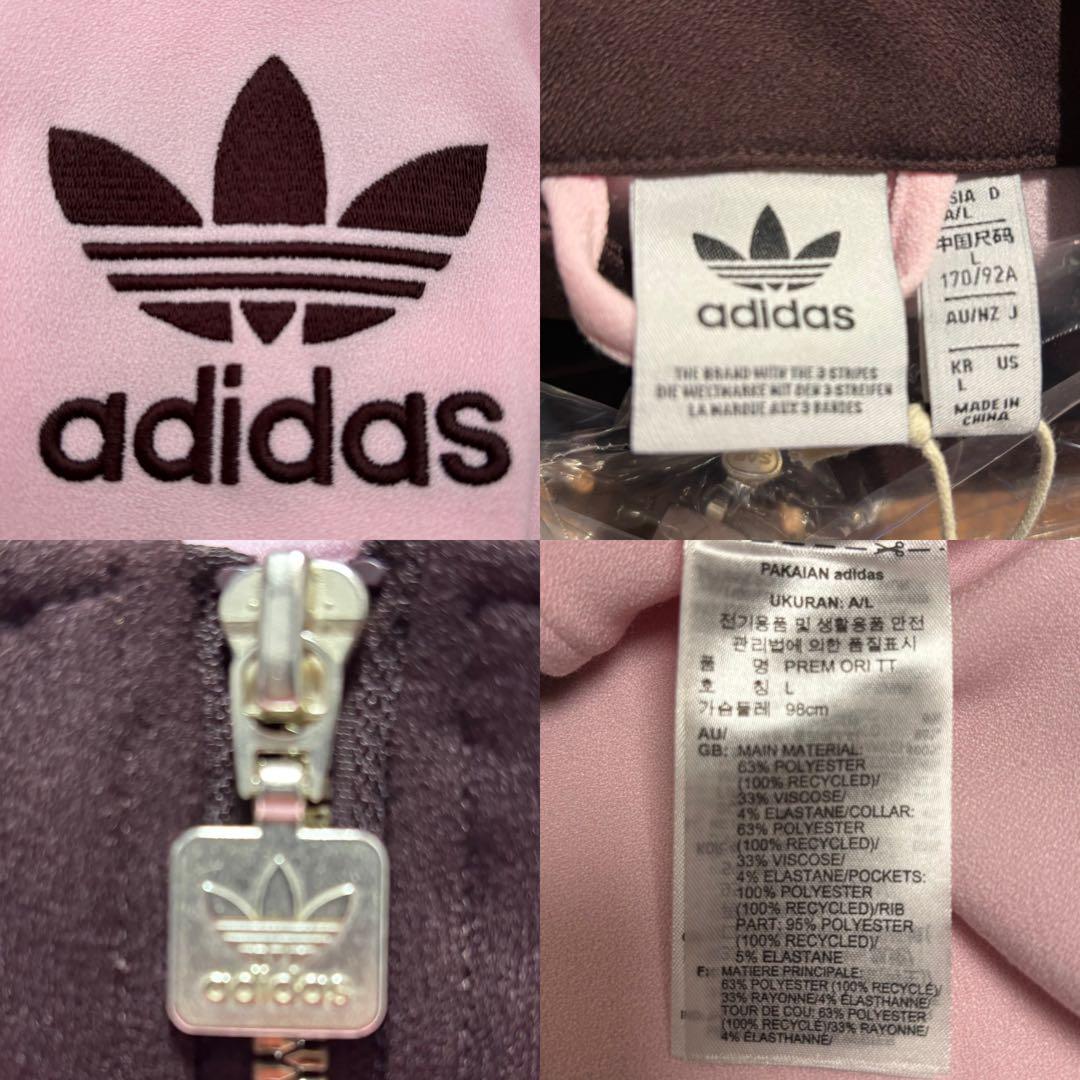 adidas
adidas
THE BRAND WITH THE 3 STRIPES
DIE WELTMARKE MIT DEN 3 STREIFEN
LA MARQUE AUX 3 BANDES
SIA D
A/L
中国尺码
L
170/92A
AU/NZ J
KR US
L
MADE IN
CHINA
adidas
PAKAIAN adidas
UKURAN: A/L
전기용품 및 생활용품 안전
관리법에 의한 품질표시
품 명 PREM ORI TT
호 칭 L
가슴둘레 98cm
AU/
GB: MAIN MATERIAL:
63% POLYESTER
(100% RECYCLED)/
33% VISCOSE/
4% ELASTANE/COLLAR:
63% POLYESTER
(100% RECYCLED)/
33% VISCOSE/
4% ELASTANE/POCKETS:
100% POLYESTER
(100% RECYCLED)/RIB
PART: 95% POLYESTER
(100% RECYCLED)/
5% ELASTANE
F: MATIERE PRINCIPALE:
63% POLYESTER (100% RECYCLÉ)/
33% RAYONNE/4% ÉLASTHANNE/
TOUR DE COU: 63% POLYESTER
(100% RECYCLÉ)/33% RAYONNE/
4% ÉLASTHANNE/